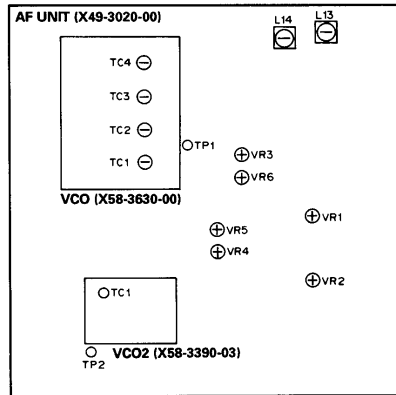 AF UNIT (X49-3020-00)
L14
L13
TC4
TC3
TC2
TP1
TC1
VR3
VR6
VCO (X58-3630-00)
VR1
VR5
VR4
VR2
TC1
VCO2 (X58-3390-03)
TP2